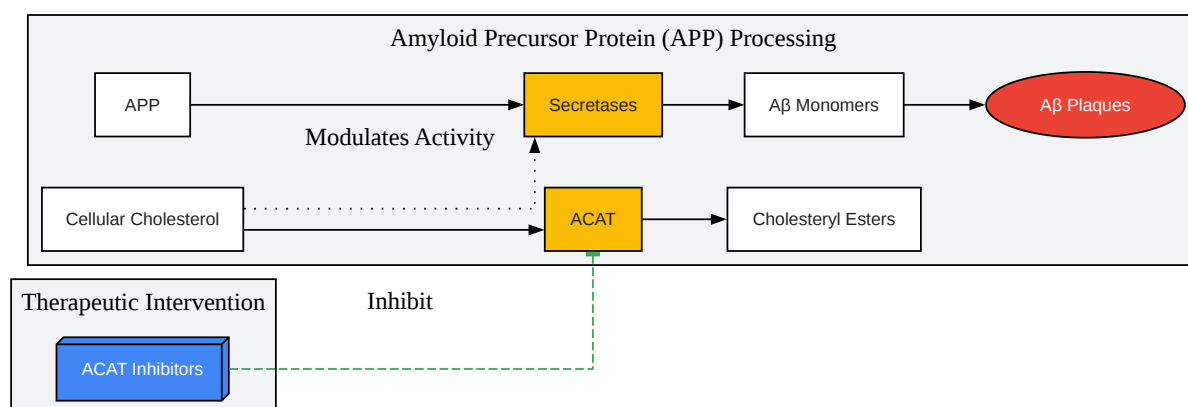 Amyloid Precursor Protein (APP) Processing
APP
Secretases
Aβ Monomers
Aβ Plaques
Modulates Activity
Cellular Cholesterol
ACAT
Cholesteryl Esters
Therapeutic Intervention
Inhibit
ACAT Inhibitors